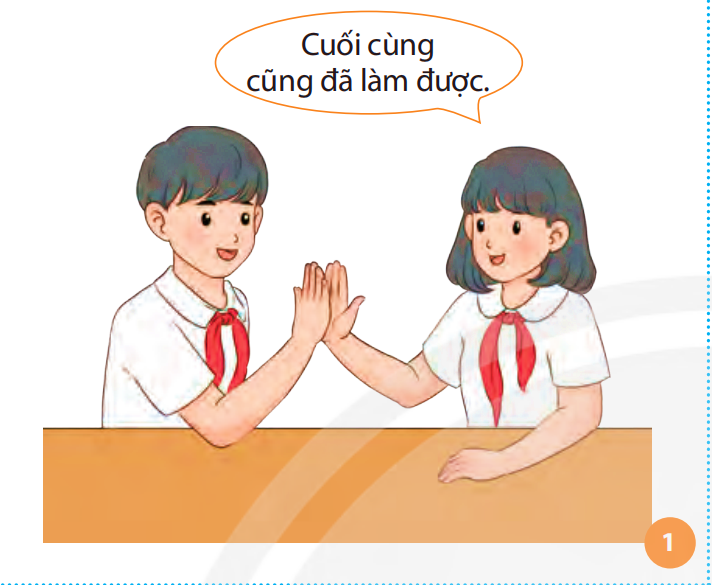 Cuối cùng
cũng đã làm được.
1